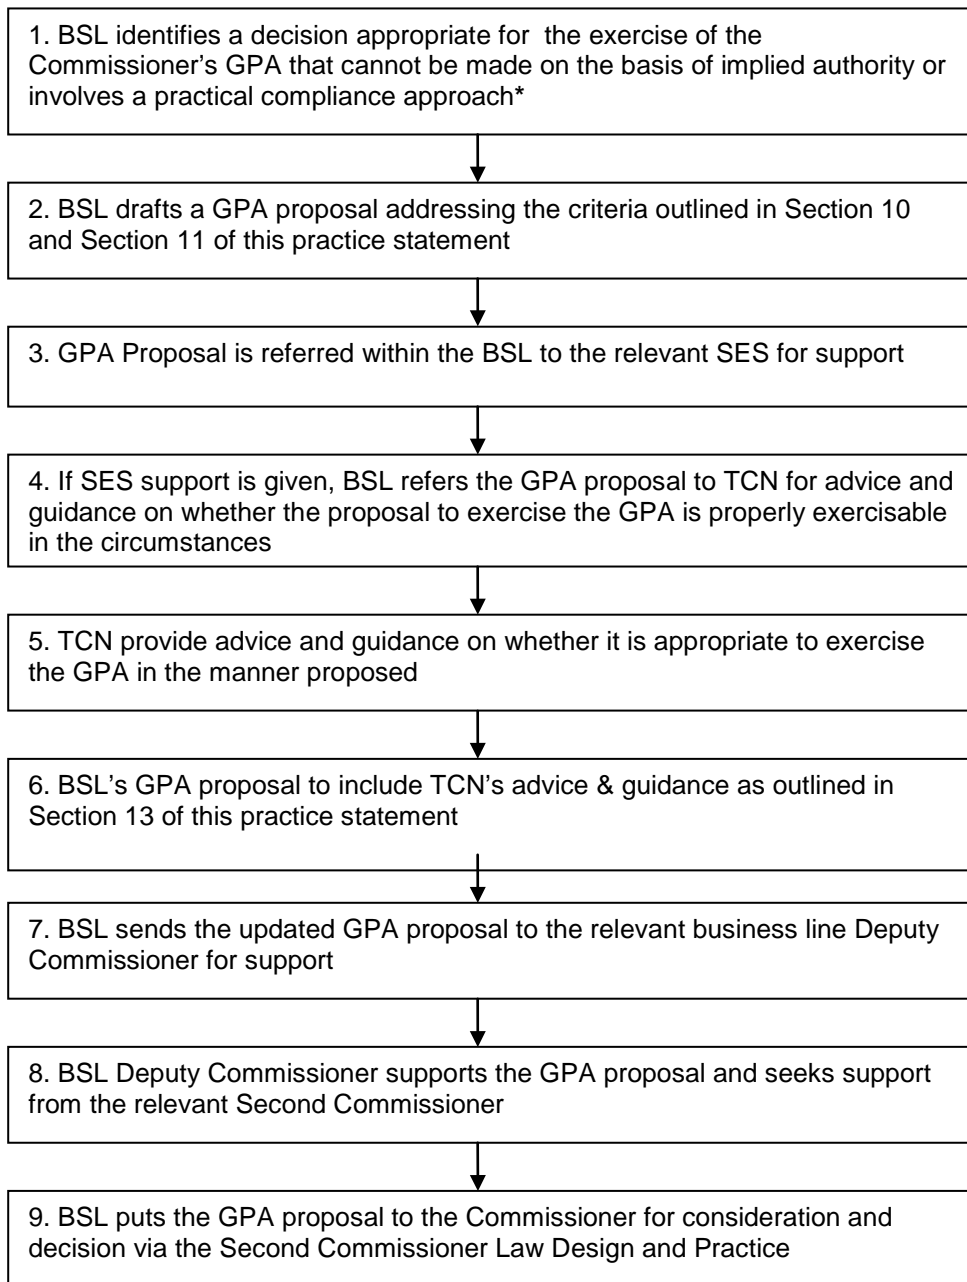 1. BSL identifies a decision appropriate for  the exercise of the
Commissioner's GPA that cannot be made on the basis of implied authority or
involves a practical compliance approach*
2. BSL drafts a GPA proposal addressing the criteria outlined in Section 10
and Section 11 of this practice statement
3. GPA Proposal is referred within the BSL to the relevant SES for support
4. If SES support is given, BSL refers the GPA proposal to TCN for advice and
guidance on whether the proposal to exercise the GPA is properly exercisable
in the circumstances
5. TCN provide advice and guidance on whether it is appropriate to exercise
the GPA in the manner proposed
6. BSL's GPA proposal to include TCN's advice & guidance as outlined in
Section 13 of this practice statement
7. BSL sends the updated GPA proposal to the relevant business line Deputy
Commissioner for support
8. BSL Deputy Commissioner supports the GPA proposal and seeks support
from the relevant Second Commissioner
9. BSL puts the GPA proposal to the Commissioner for consideration and
decision via the Second Commissioner Law Design and Practice